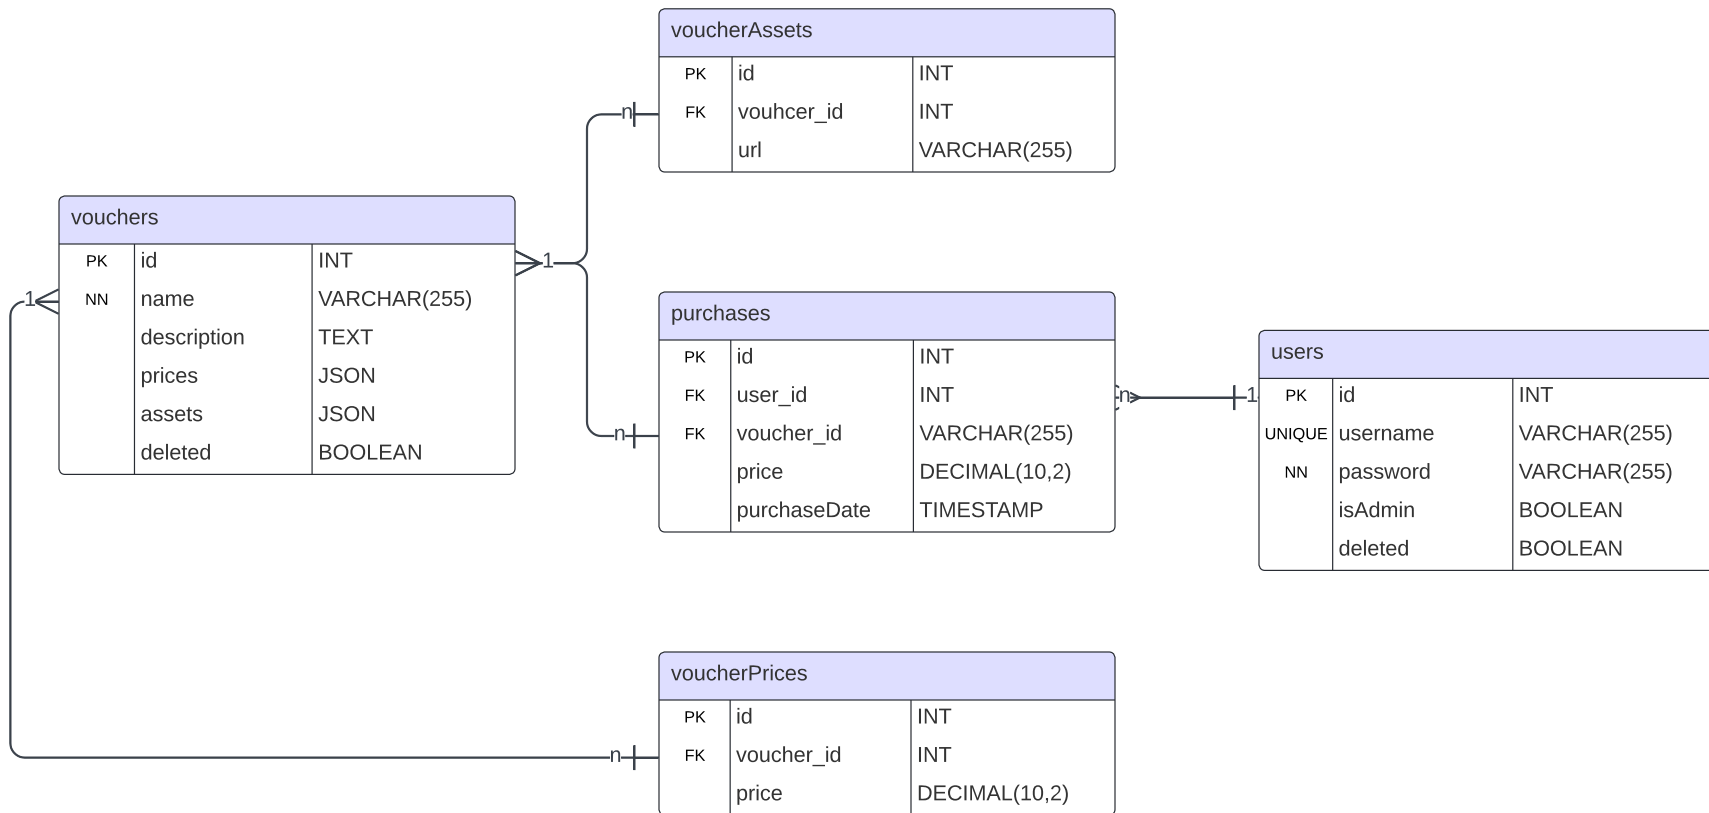 voucherAssets
PK id INT
FK vouhcer_id INT
url VARCHAR(255)
n
vouchers
PK id INT
NN name VARCHAR(255)
description TEXT
prices JSON
assets JSON
deleted BOOLEAN
1
1
purchases
PK id INT
FK user_id INT
FK voucher_id VARCHAR(255)
price DECIMAL(10,2)
purchaseDate TIMESTAMP
n
n
1
users
PK id INT
UNIQUE username VARCHAR(255)
NN password VARCHAR(255)
isAdmin BOOLEAN
deleted BOOLEAN
voucherPrices
PK id INT
FK voucher_id INT
price DECIMAL(10,2)
n